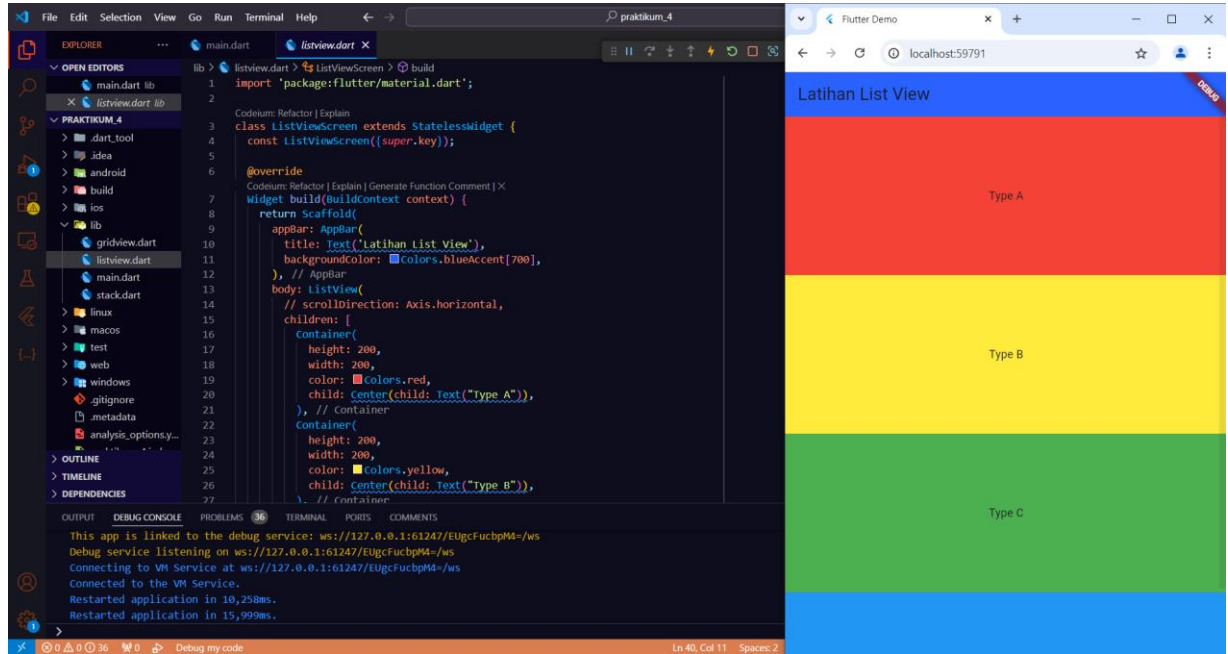 File Edit Selection View Go Run Terminal Help
praktikum_4
EXPLORER
OPEN EDITORS
main.dart lib
listview.dart lib
PRAKTIKUM_4
.dart_tool
.idea
android
build
ios
lib
gridview.dart
listview.dart
main.dart
stack.dart
linux
macos
test
web
windows
.gitignore
.metadata
analysis_options.y...
OUTLINE
TIMELINE
DEPENDENCIES
main.dart
listview.dart
lib > listview.dart > ListViewScreen > build
1 import 'package:flutter/material.dart';
2
Codeium: Refactor | Explain
3 class ListViewScreen extends StatelessWidget {
4 const ListViewScreen({super.key});
5
6 @override
Codeium: Refactor | Explain | Generate Function Comment | X
7 Widget build(BuildContext context) {
8 return Scaffold(
9 appBar: AppBar(
10 title: Text('Latihan List View'),
11 backgroundColor: Colors.blueAccent[700],
12 ), // AppBar
13 body: ListView(
14 // scrollDirection: Axis.horizontal,
15 children: [
16 Container(
17 height: 200,
18 width: 200,
19 color: Colors.red,
20 child: Center(child: Text("Type A")),
21 ), // Container
22 Container(
23 height: 200,
24 width: 200,
25 color: Colors.yellow,
26 child: Center(child: Text("Type B")),
27 ), // Container
OUTPUT DEBUG CONSOLE PROBLEMS 36 TERMINAL PORTS COMMENTS
This app is linked to the debug service: ws://127.0.0.1:61247/EUgcFucbpM4=/ws
Debug service listening on ws://127.0.0.1:61247/EUgcFucbpM4=/ws
Connecting to VM Service at ws://127.0.0.1:61247/EUgcFucbpM4=/ws
Connected to the VM Service.
Restarted application in 10,258ms.
Restarted application in 15,999ms.
>
0 0 36 0 Debug my code Ln 40, Col 11 Spaces: 2
Flutter Demo
localhost:59791
Latihan List View
DEBUG
Type A
Type B
Type C